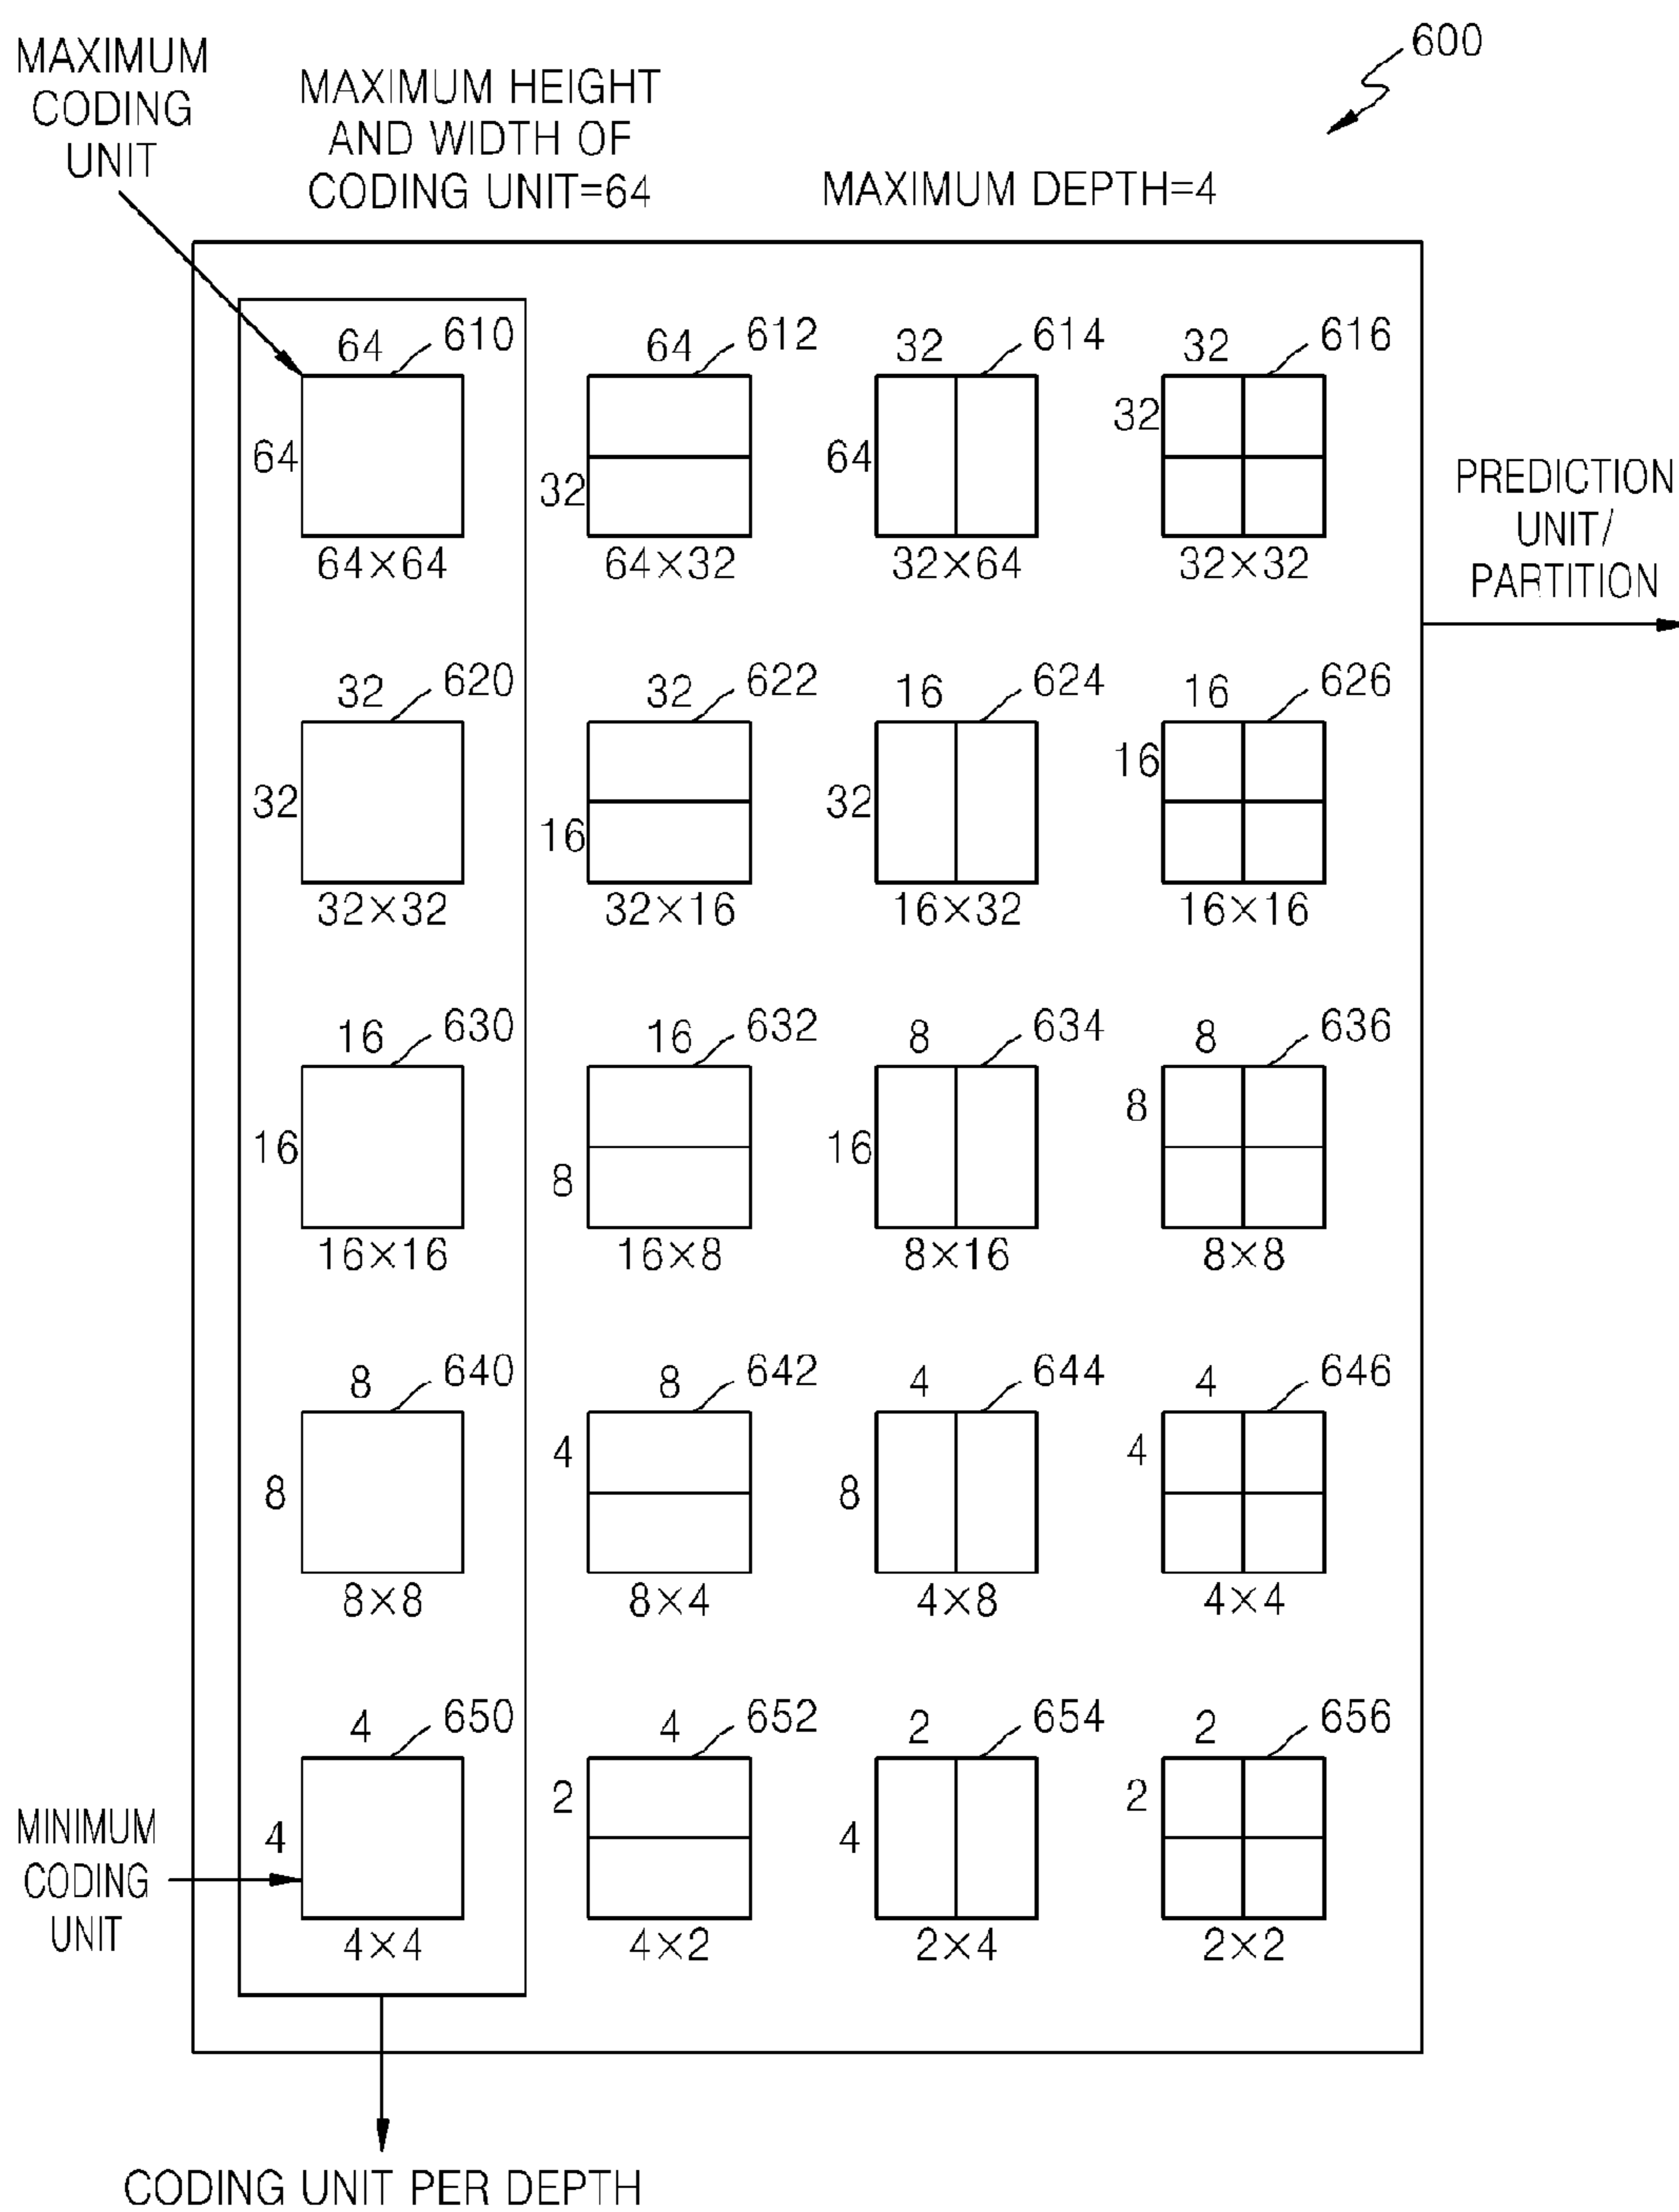 600
MAXIMUM
CODING
UNIT
MAXIMUM HEIGHT
AND WIDTH OF
CODING UNIT=64
MAXIMUM DEPTH=4
64 610 64 612 32 614 32 616
64 32 64 32
64×64 64×32 32×64 32×32
PREDICTION
UNIT/
PARTITION
32 620 32 622 16 624 16 626
32 16 32 16
32×32 32×16 16×32 16×16
16 630 16 632 8 634 8 636
16 8 16 8
16×16 16×8 8×16 8×8
8 640 8 642 4 644 4 646
8 4 8 4
8×8 8×4 4×8 4×4
4 650 4 652 2 654 2 656
4 2 4 2
4×4 4×2 2×4 2×2
MINIMUM
CODING
UNIT
CODING UNIT PER DEPTH